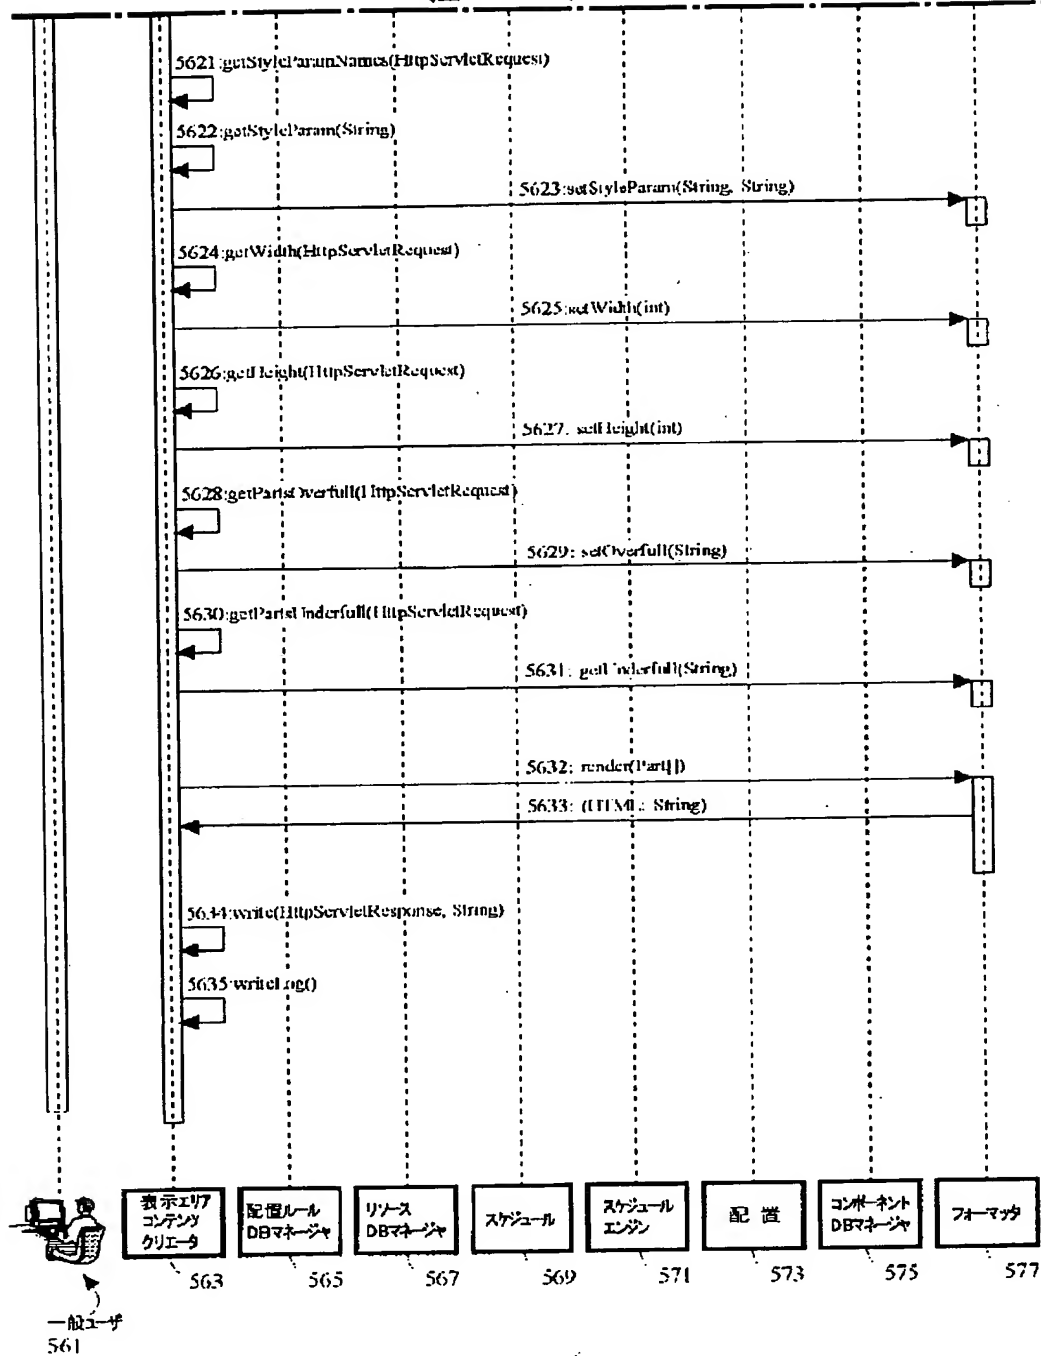 5621:getStyleParamNames(HttpServletRequest)
5622:getStyleParam(String)
5623:setStyleParam(String, String)
5624:getWidth(HttpServletRequest)
5625:setWidth(int)
5626:getHeight(HttpServletRequest)
5627: setHeight(int)
5628:getPartsOverfull(HttpServletRequest)
5629: setOverfull(String)
5630:getPartsUnderfull(HttpServletRequest)
5631: getUnderfull(String)
5632: render(Part[])
5633: (HTML: String)
5634:write(HttpServletResponse, String)
5635:writeLog()
表示エリア
コンテンツ
クリエータ
配置ルール
DBマネージャ
リソース
DBマネージャ
スケジュール
スケジュール
エンジン
配 置
コンポーネント
DBマネージャ
フォーマッタ
563
565
567
569
571
573
575
577
一般ユーザ
561